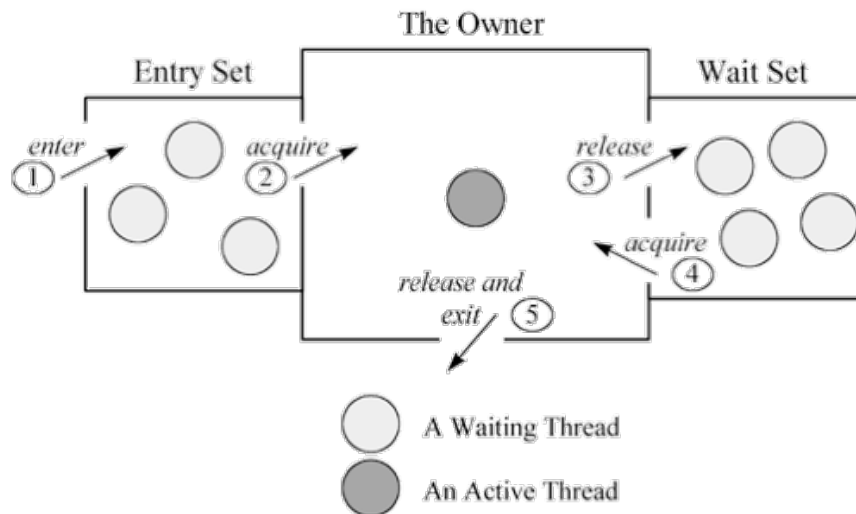 The Owner
Entry Set
Wait Set
enter
1
acquire
2
release
3
acquire
4
release and
exit
5
A Waiting Thread
An Active Thread